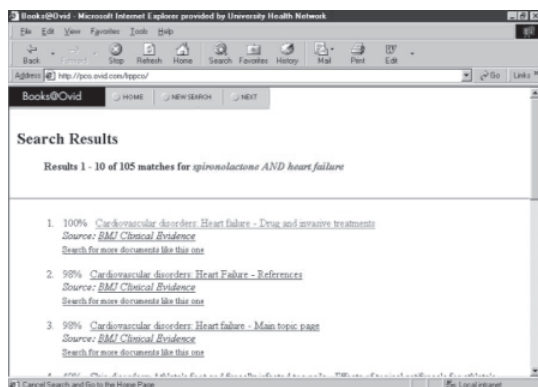 Books@Ovid - Microsoft Internet Explorer provided by University Health Network
File Edit View Favorites Tools Help
Back Forward Stop Refresh Home Search Favorites History Mail Print Edit
Address http://pco.ovid.com/lrppco/ Go Links »
Books@Ovid HOME NEW SEARCH NEXT
Search Results
Results 1 - 10 of 105 matches for spironolactone AND heart failure
1. 100% Cardiovascular disorders: Heart failure - Drug and invasive treatments
Source: BMJ Clinical Evidence
Search for more documents like this one
2. 98% Cardiovascular disorders: Heart Failure - References
Source: BMJ Clinical Evidence
Search for more documents like this one
3. 98% Cardiovascular disorders: Heart failure - Main topic page
Source: BMJ Clinical Evidence
Search for more documents like this one
Cancel Search and Go to the Home Page Local intranet